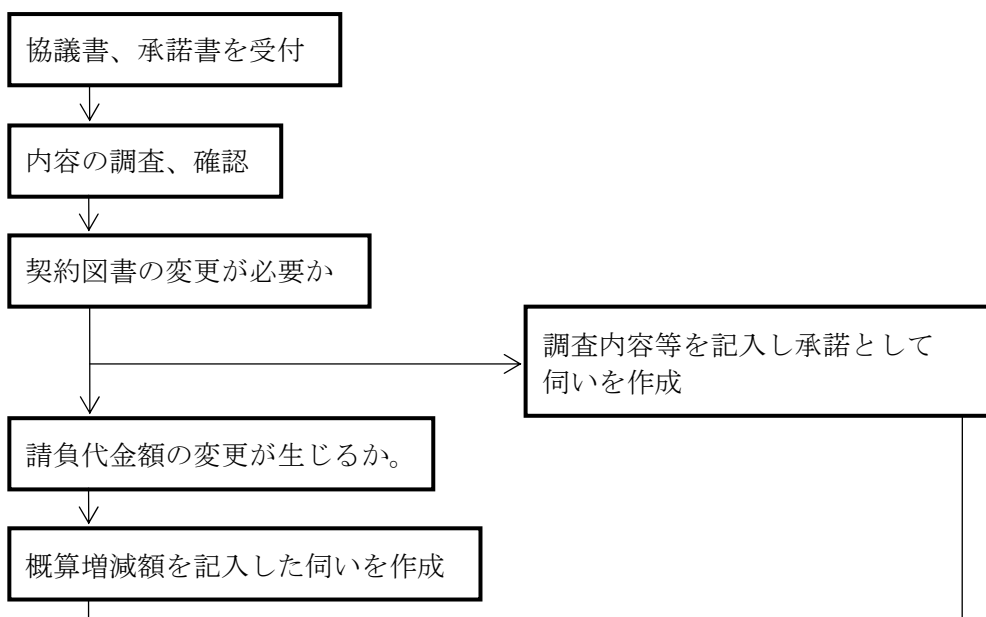 協議書、承諾書を受付
内容の調査、確認
契約図書の変更が必要か
調査内容等を記入し承諾として
伺いを作成
請負代金額の変更が生じるか。
概算増減額を記入した伺いを作成